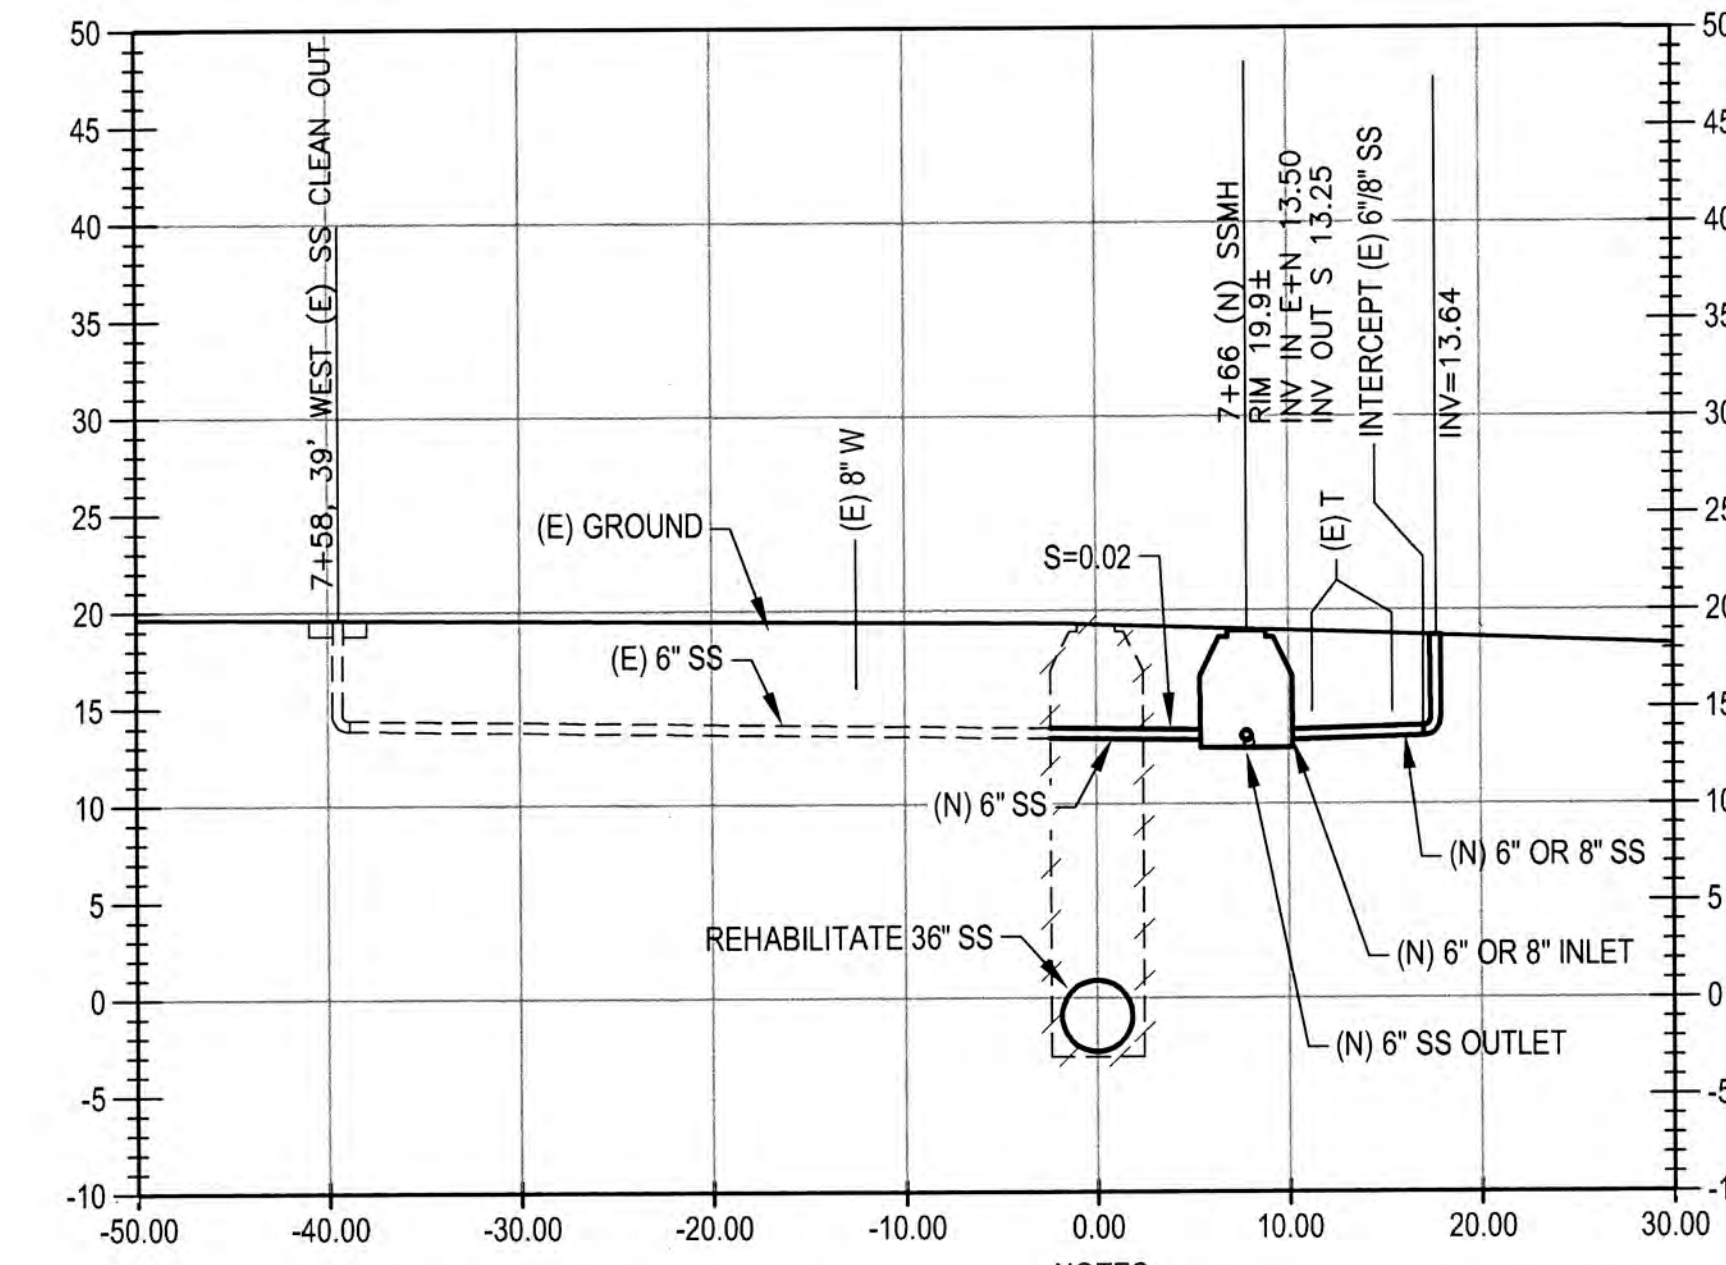 50
45
40
35
30
25
20
15
10
5
0
-5
-10
7+58, 39' WEST (E) SS CLEAN OUT
(E) GROUND
(E) 6" SS
(E) 8" W
S=0.02
7+66 (N) SSMH
RIM 19.9±
INV IN E+N 13.50
INV OUT S 13.25
INTERCEPT (E) 6"/8" SS
INV=13.64
(E) T
(N) 6" SS
REHABILITATE 36" SS
(N) 6" OR 8" SS
(N) 6" OR 8" INLET
(N) 6" SS OUTLET
10
5
0
-50.00
-40.00
-30.00
-20.00
-10.00
0.00
10.00
20.00
30.00